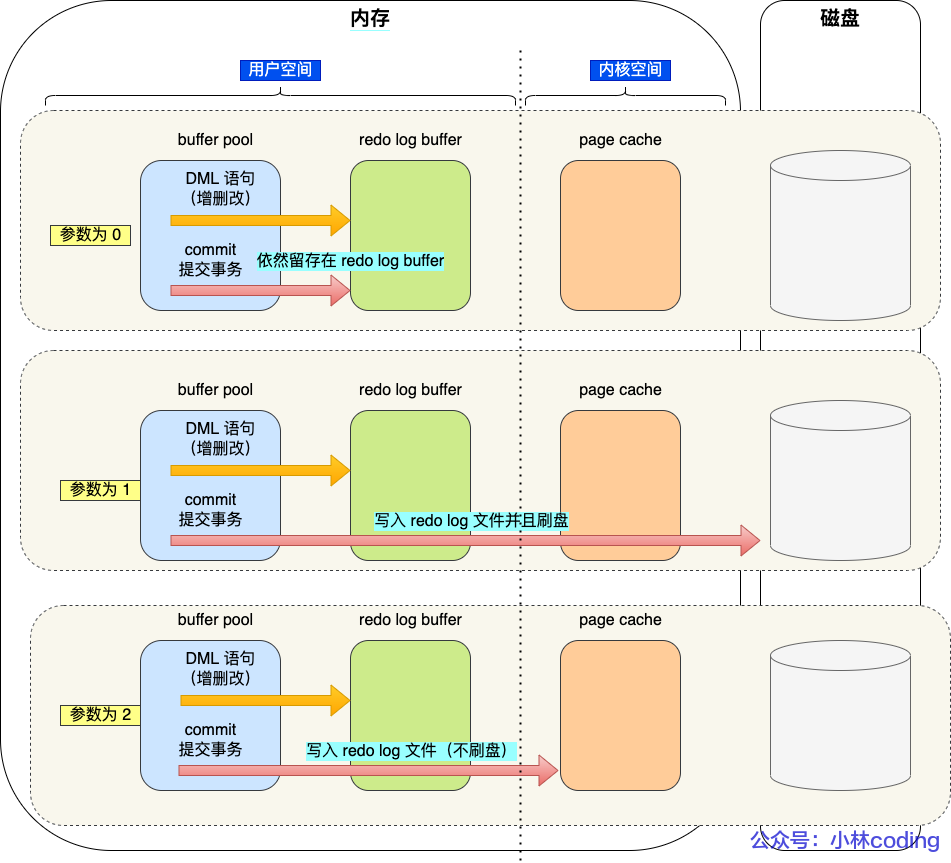 内存
磁盘
用户空间
内核空间
buffer pool
redo log buffer
page cache
DML 语句
（增删改）
参数为 0
commit
提交事务
依然留存在 redo log buffer
buffer pool
redo log buffer
page cache
DML 语句
（增删改）
参数为 1
commit
提交事务
写入 redo log 文件并且刷盘
buffer pool
redo log buffer
page cache
DML 语句
（增删改）
参数为 2
commit
提交事务
写入 redo log 文件（不刷盘）
公众号：小林coding